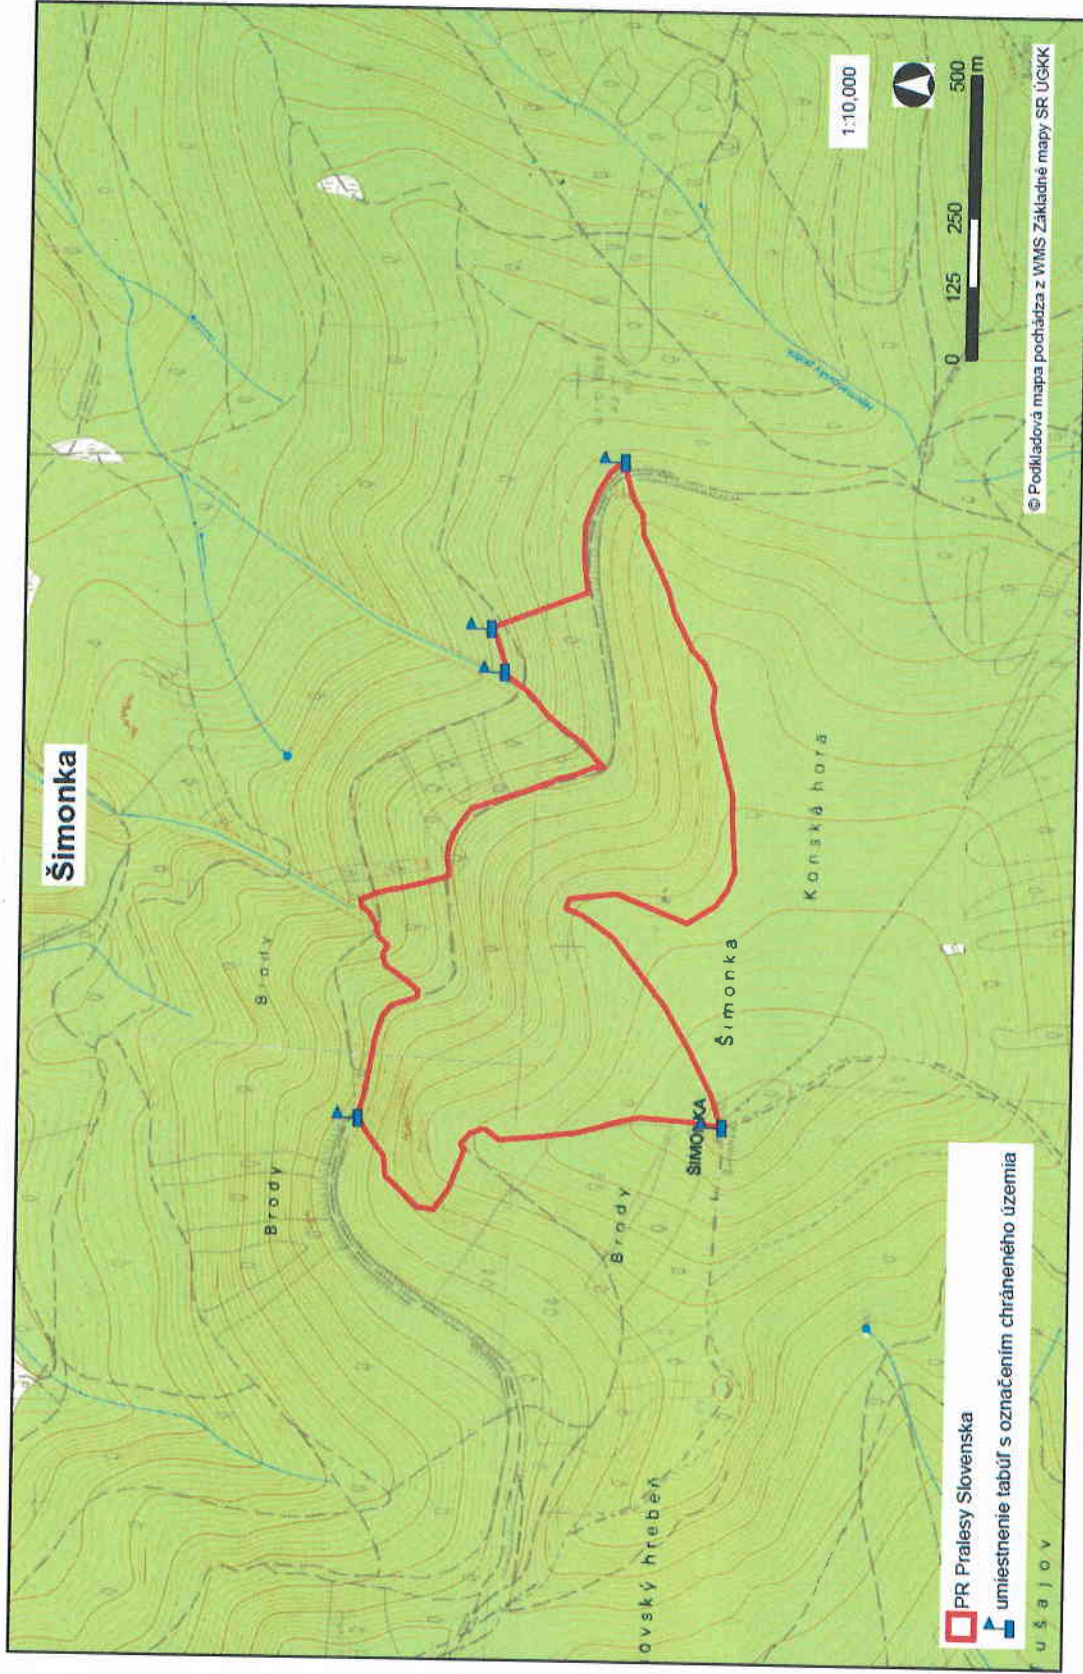 Šimonka
Brody
Brody
Brody
ŠIMONKA
Šimonka
Konská hora
ovský hrebeň
ušalov
1:10,000
0 125 250 500
m
PR Pralesy Slovenska
umiestnenie tabúľ s označením chráneného územia
© Podkladová mapa pochádza z WMS Základné mapy SR ÚGKK